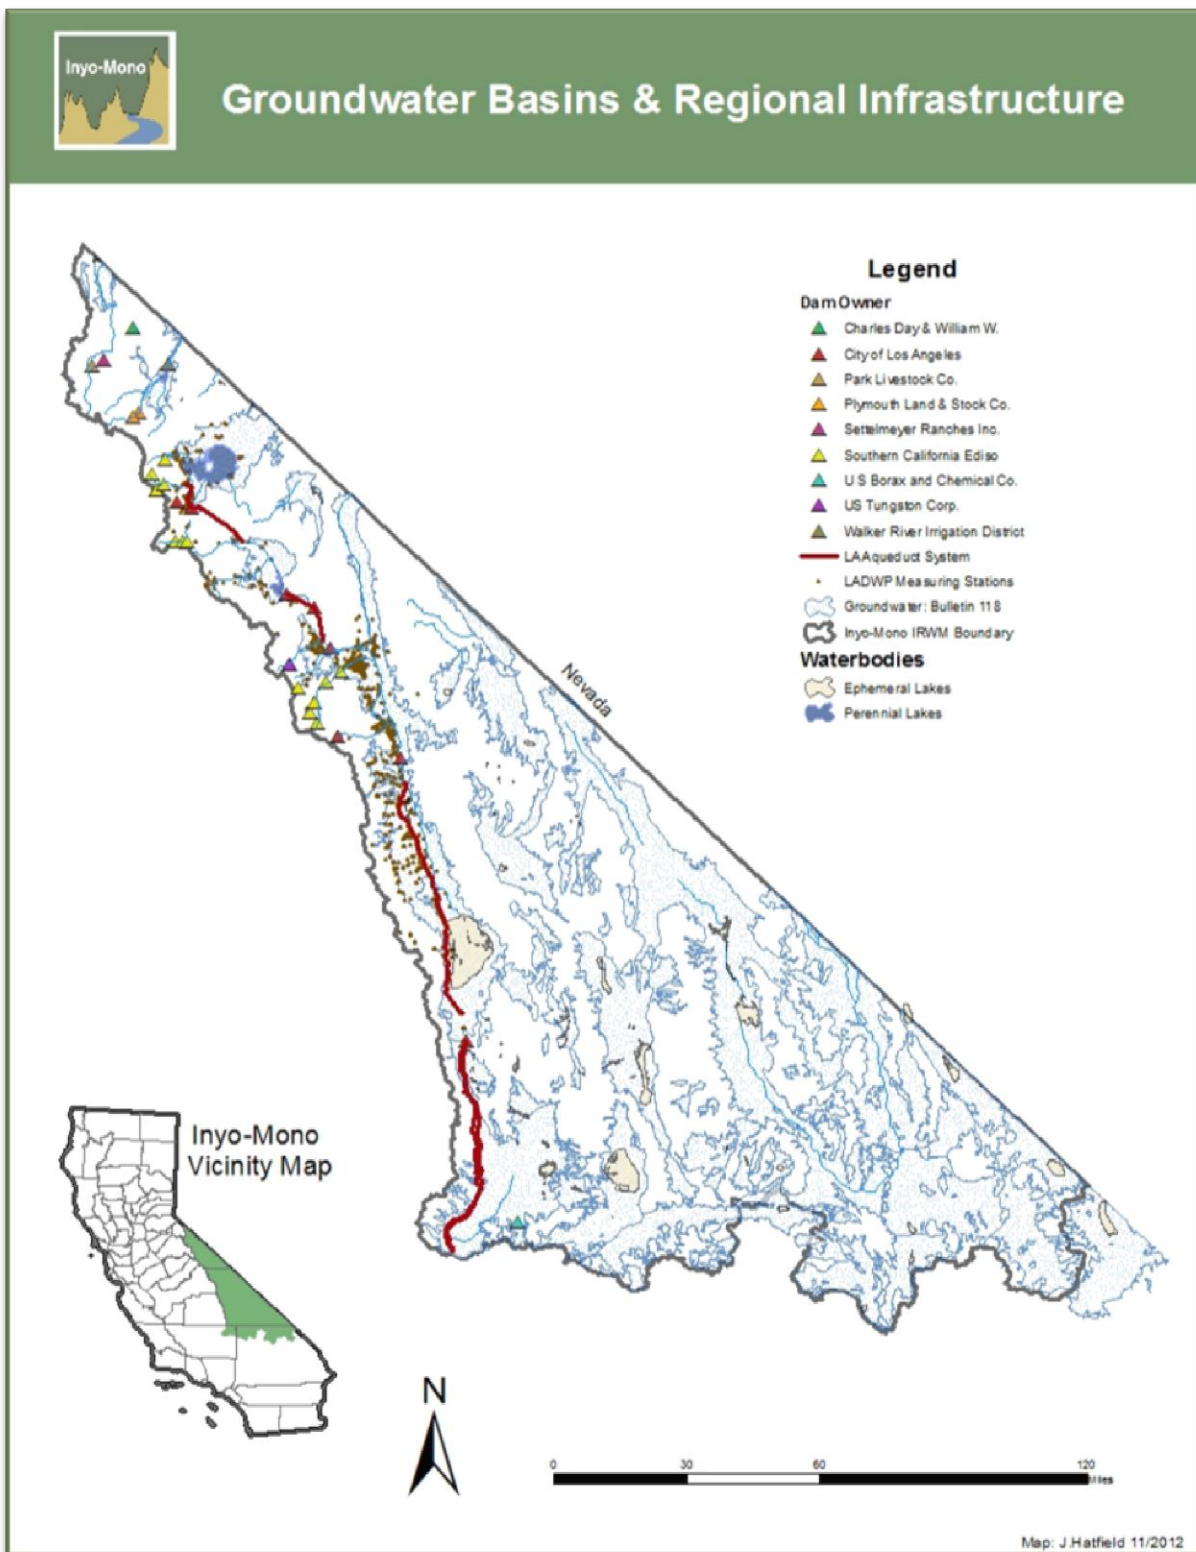 Inyo-Mono
Groundwater Basins & Regional Infrastructure
Legend
Dam Owner
Charles Day & William W.
City of Los Angeles
Park Livestock Co.
Plymouth Land & Stock Co.
Settelmeyer Ranches Inc.
Southern California Ediso
U S Borax and Chemical Co.
US Tungston Corp.
Walker River Irrigation District
LA Aqueduct System
LADWP Measuring Stations
Groundwater: Bulletin 118
Inyo-Mono IRWM Boundary
Waterbodies
Ephemeral Lakes
Perennial Lakes
Nevada
Inyo-Mono
Vicinity Map
N
0 30 60 120
Miles
Map: J.Hatfield 11/2012